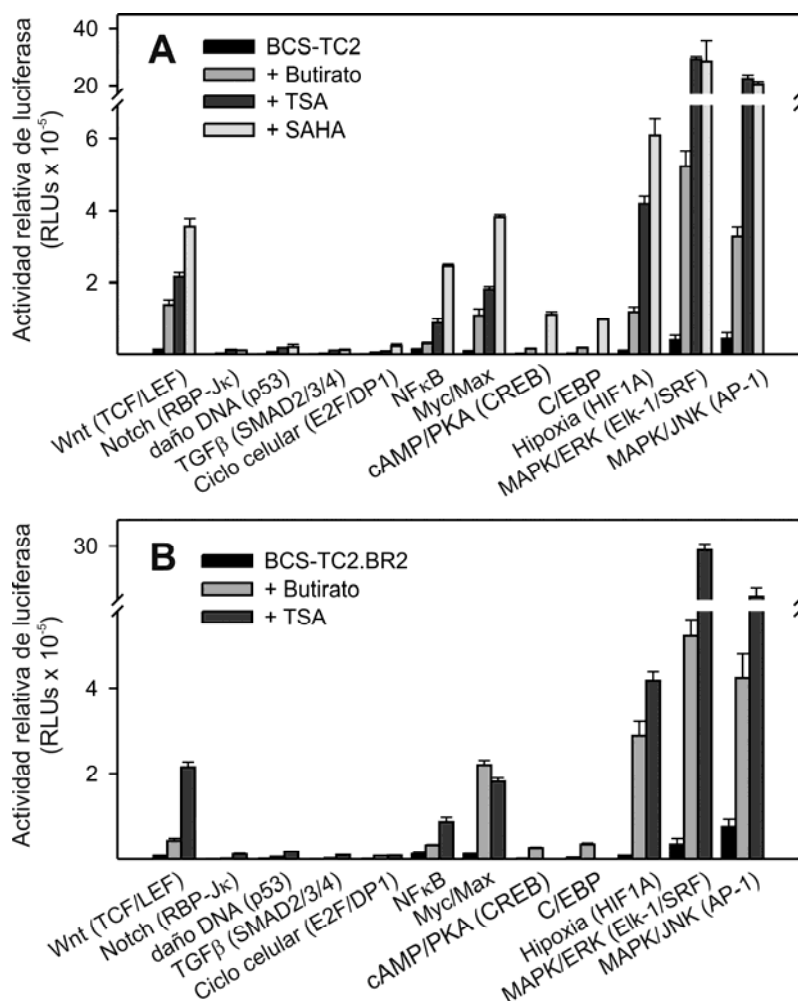 A
BCS-TC2
+ Butirato
+ TSA
+ SAHA
Actividad relativa de luciferasa
(RLUs x 10⁻⁵)
40
20
6
4
2
Wnt (TCF/LEF)
Notch (RBP-Jκ)
daño DNA (p53)
TGFβ (SMAD2/3/4)
Ciclo celular (E2F/DP1)
NFκB
Myc/Max
cAMP/PKA (CREB)
C/EBP
Hipoxia (HIF1A)
MAPK/ERK (Elk-1/SRF)
MAPK/JNK (AP-1)
B
BCS-TC2.BR2
+ Butirato
+ TSA
Actividad relativa de luciferasa
(RLUs x 10⁻⁵)
30
4
2
Wnt (TCF/LEF)
Notch (RBP-Jκ)
daño DNA (p53)
TGFβ (SMAD2/3/4)
Ciclo celular (E2F/DP1)
NFκB
Myc/Max
cAMP/PKA (CREB)
C/EBP
Hipoxia (HIF1A)
MAPK/ERK (Elk-1/SRF)
MAPK/JNK (AP-1)